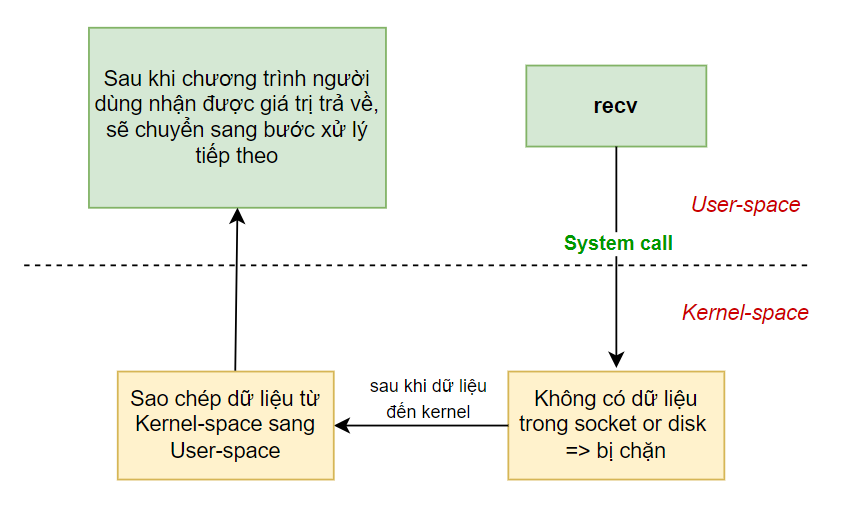 Sau khi chương trình người
dùng nhận được giá trị trả về,
sẽ chuyển sang bước xử lý
tiếp theo
recv
User-space
System call
Kernel-space
Sao chép dữ liệu từ
Kernel-space sang
User-space
sau khi dữ liệu
đến kernel
Không có dữ liệu
trong socket or disk
=> bị chặn